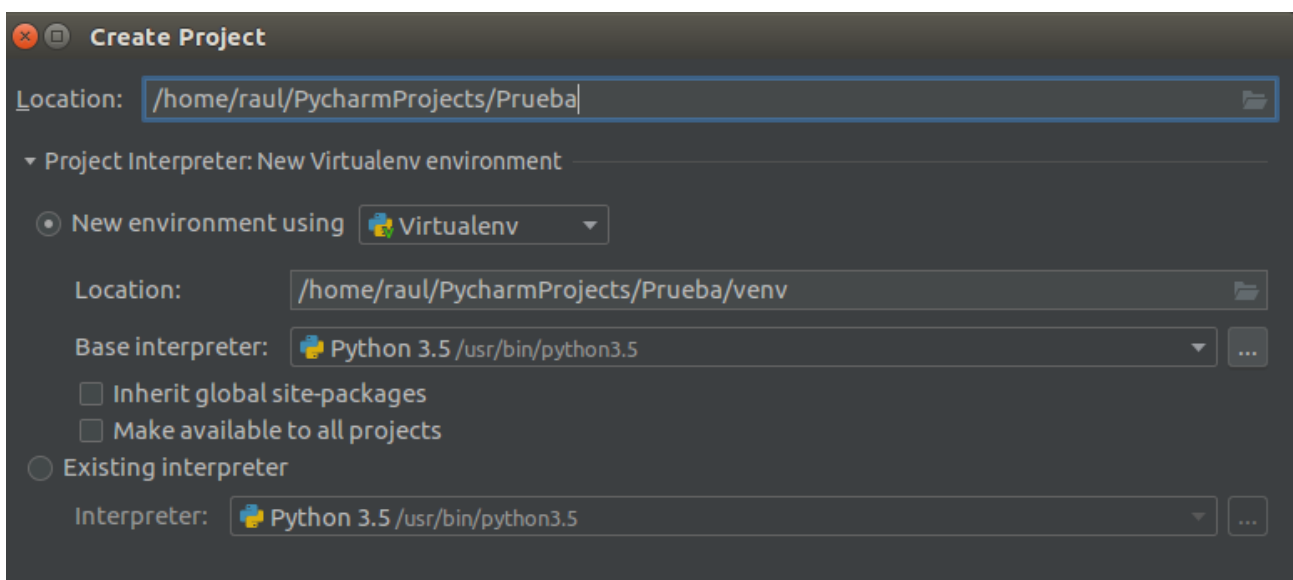 Create Project
Location: /home/raul/PycharmProjects/Prueba
Project Interpreter: New Virtualenv environment
New environment using Virtualenv
Location: /home/raul/PycharmProjects/Prueba/venv
Base interpreter: Python 3.5 /usr/bin/python3.5 ...
Inherit global site-packages
Make available to all projects
Existing interpreter
Interpreter: Python 3.5 /usr/bin/python3.5 ...